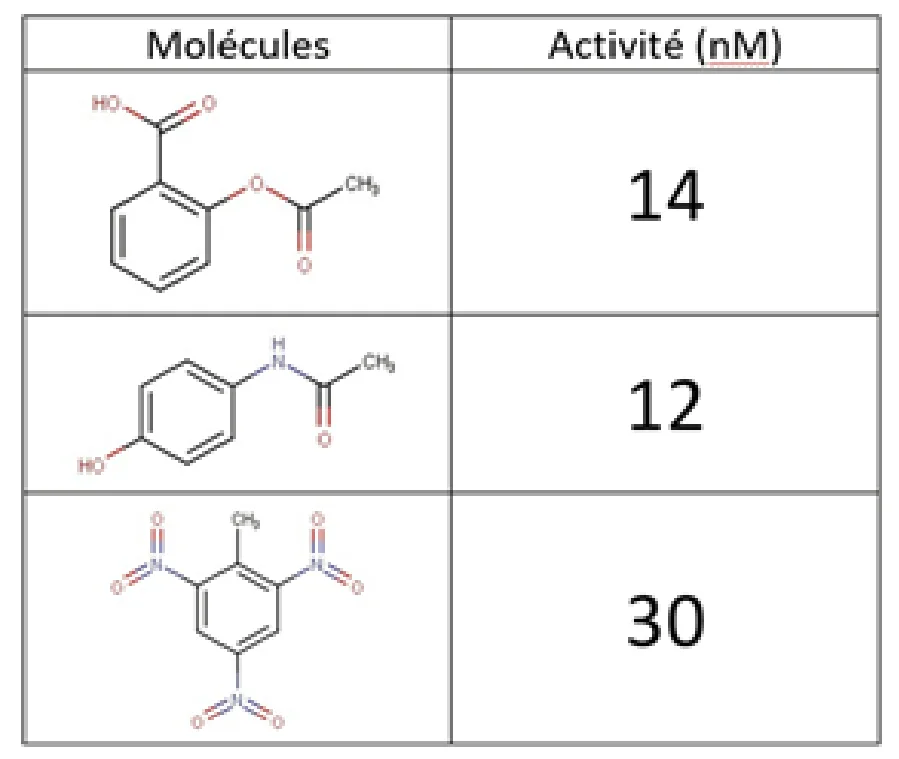 Molécules Activité (nM)
HO O
O CH₃
O
14
H
N CH₃
O
HO
12
O CH₃ O
N N
O O
N
O O
30